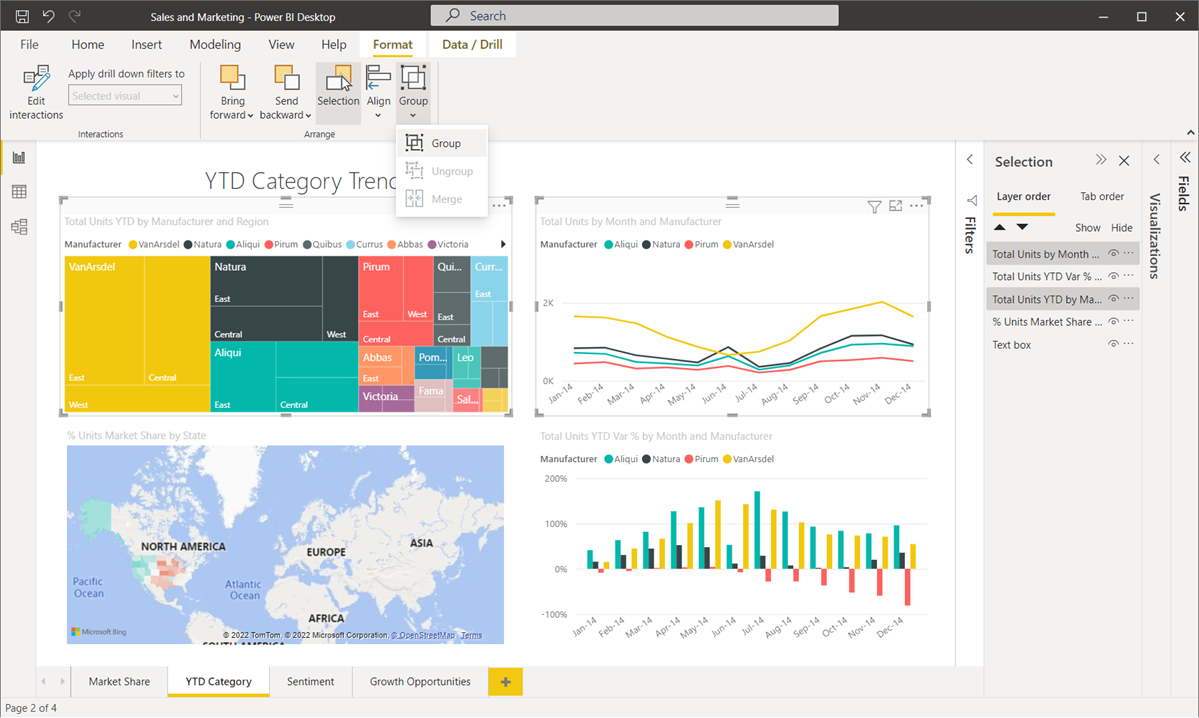 Sales and Marketing - Power BI Desktop
Search
File Home Insert Modeling View Help Format Data / Drill
Edit interactions
Apply drill down filters to
Selected visual
Interactions
Bring forward
Send backward
Selection
Align
Group
Arrange
Group
Ungroup
Merge
YTD Category Trend
Total Units YTD by Manufacturer and Region
Manufacturer VanArsdel Natura Aliqui Pirum Quibus Currus Abbas Victoria
VanArsdel
East
Central
West
Natura
East
Central
West
Aliqui
East
Central
Pirum
East
West
Central
Qui...
East
Central
Curr...
East
Abbas
East
Victoria
Pom...
Fama
Leo
Sal...
Total Units by Month and Manufacturer
Manufacturer Aliqui Natura Pirum VanArsdel
2K
0K
Jan-14 Feb-14 Mar-14 Apr-14 May-14 Jun-14 Jul-14 Aug-14 Sep-14 Oct-14 Nov-14 Dec-14
% Units Market Share by State
NORTH AMERICA
EUROPE
ASIA
Pacific Ocean
Atlantic Ocean
AFRICA
SOUTH AMERICA
Microsoft Bing
© 2022 TomTom, © 2022 Microsoft Corporation, © OpenStreetMap Terms
Total Units YTD Var % by Month and Manufacturer
Manufacturer Aliqui Natura Pirum VanArsdel
200%
100%
0%
-100%
Jan-14 Feb-14 Mar-14 Apr-14 May-14 Jun-14 Jul-14 Aug-14 Sep-14 Oct-14 Nov-14 Dec-14
Filters
Selection
Layer order Tab order
Show Hide
Total Units by Month ...
Total Units YTD Var % ...
Total Units YTD by Ma...
% Units Market Share ...
Text box
Visualizations
Fields
Market Share YTD Category Sentiment Growth Opportunities +
Page 2 of 4